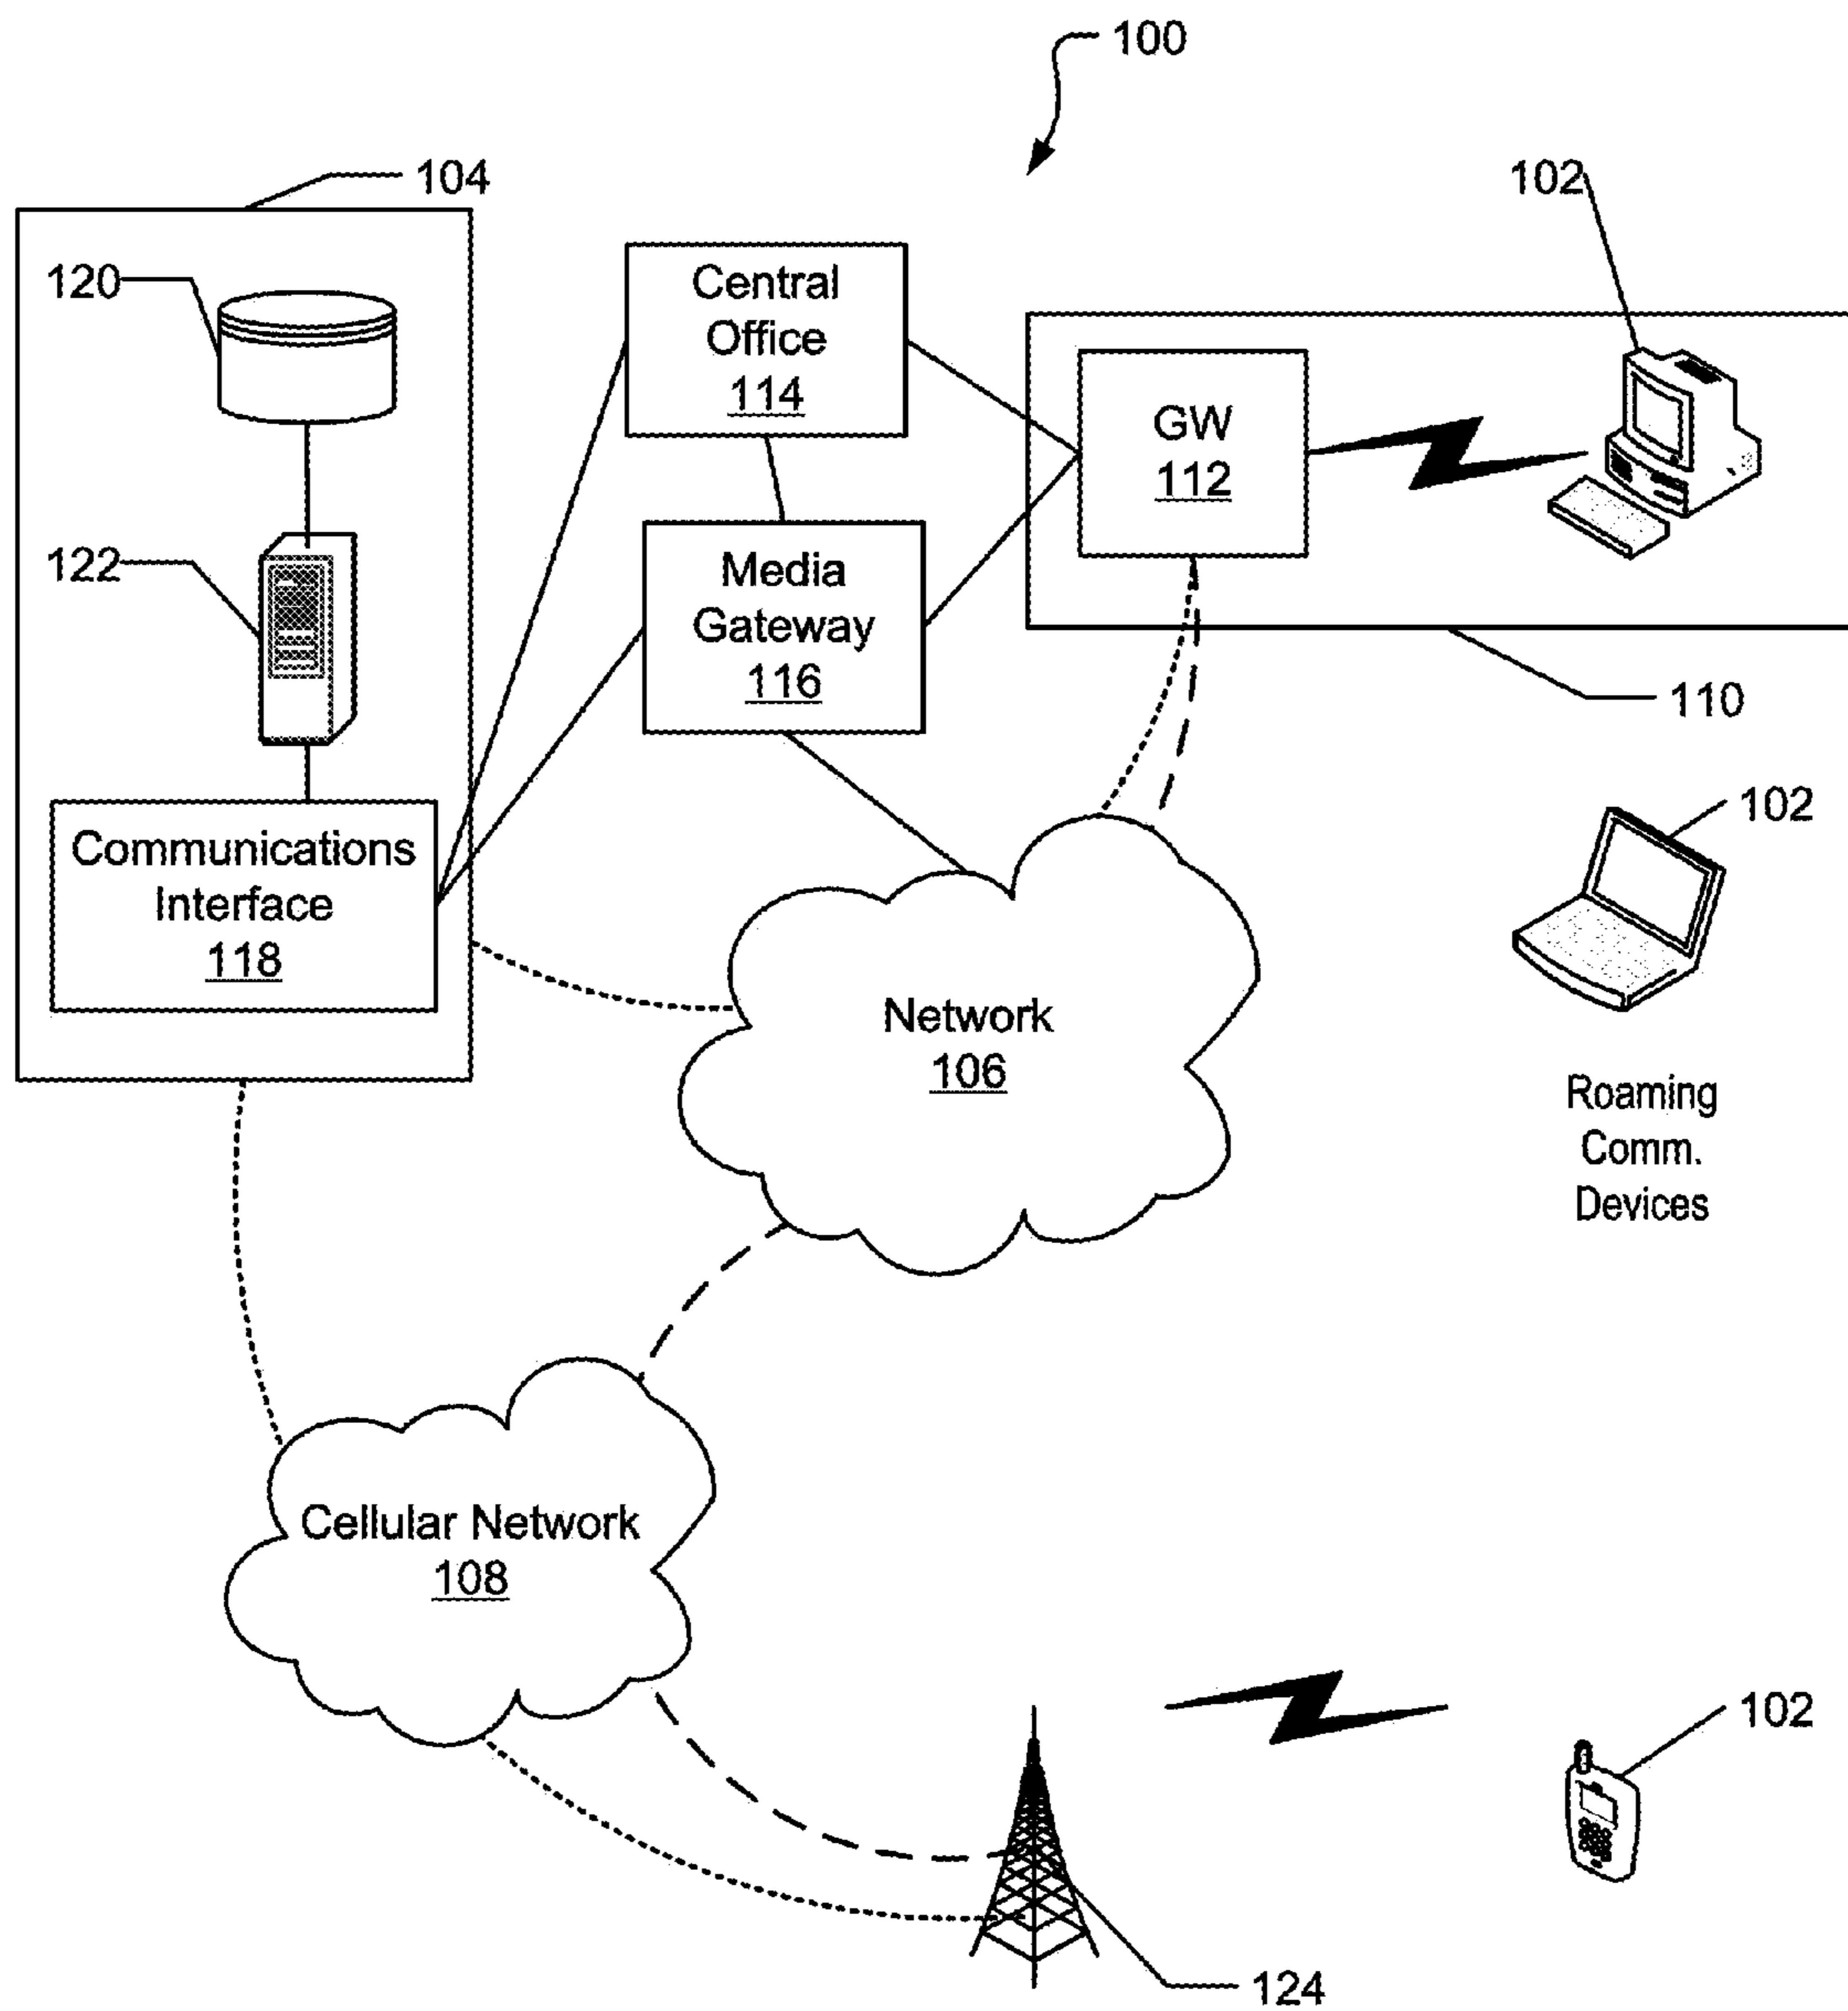 100
104
102
120
Central
Office
114
GW
112
122
Media
Gateway
116
110
Communications
Interface
118
102
Network
106
Roaming
Comm.
Devices
Cellular Network
108
102
124